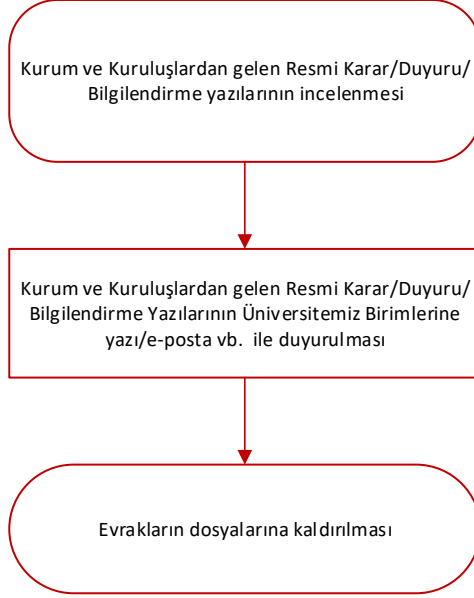 Kurum ve Kuruluşlardan gelen Resmi Karar/Duyuru/
Bilgilendirme yazılarının incelenmesi
Kurum ve Kuruluşlardan gelen Resmi Karar/Duyuru/
Bilgilendirme Yazılarının Üniversitemiz Birimlerine
yazı/e-posta vb. ile duyurulması
Evrakların dosyalarına kaldırılması